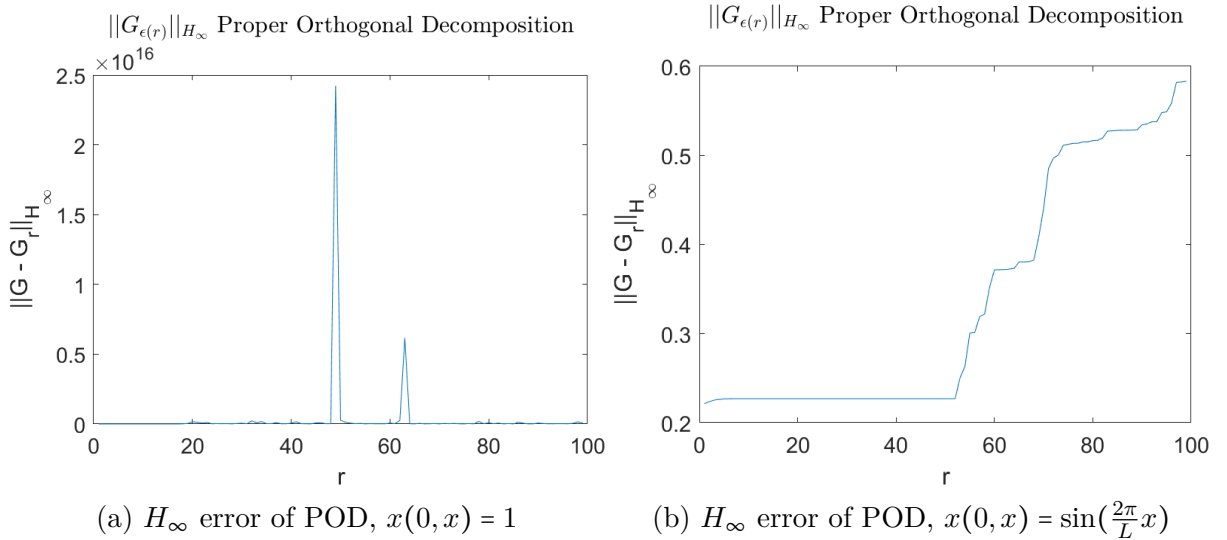 ||G_{ϵ(r)}||_{H_∞} Proper Orthogonal Decomposition
×10^{16}
2.5
2
1.5
1
0.5
0
0 20 40 60 80 100
r
||G - G_r||_{H_∞}
(a) H_∞ error of POD, x(0, x) = 1
||G_{ϵ(r)}||_{H_∞} Proper Orthogonal Decomposition
0.6
0.5
0.4
0.3
0.2
0 20 40 60 80 100
r
||G - G_r||_{H_∞}
(b) H_∞ error of POD, x(0, x) = sin(\frac{2π}{L}x)